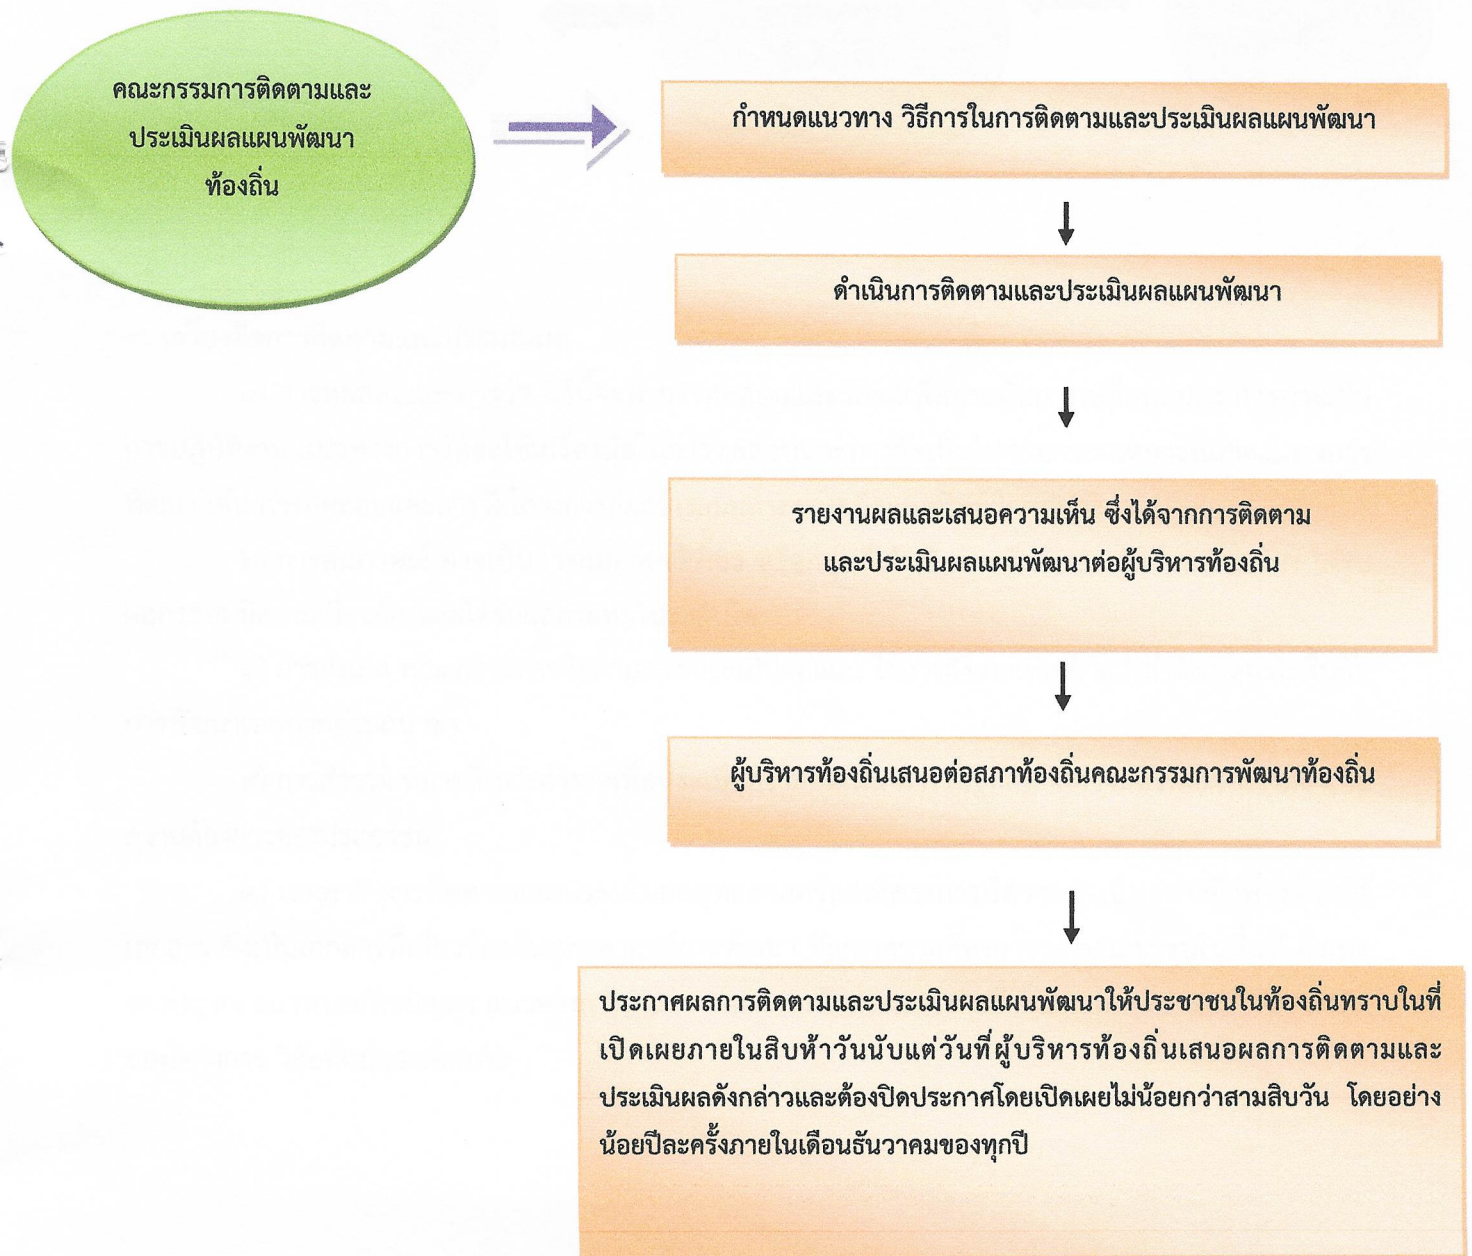 คณะกรรมการติดตามและ
ประเมินผลแผนพัฒนา
ท้องถิ่น
กำหนดแนวทาง วิธีการในการติดตามและประเมินผลแผนพัฒนา
ดำเนินการติดตามและประเมินผลแผนพัฒนา
รายงานผลและเสนอความเห็น ซึ่งได้จากการติดตาม
และประเมินผลแผนพัฒนาต่อผู้บริหารท้องถิ่น
ผู้บริหารท้องถิ่นเสนอต่อสภาท้องถิ่นคณะกรรมการพัฒนาท้องถิ่น
ประกาศผลการติดตามและประเมินผลแผนพัฒนาให้ประชาชนในท้องถิ่นทราบในที่
เปิดเผยภายในสิบห้าวันนับแต่วันที่ผู้บริหารท้องถิ่นเสนอผลการติดตามและ
ประเมินผลดังกล่าวและต้องปิดประกาศโดยเปิดเผยไม่น้อยกว่าสามสิบวัน โดยอย่าง
น้อยปีละครั้งภายในเดือนธันวาคมของทุกปี